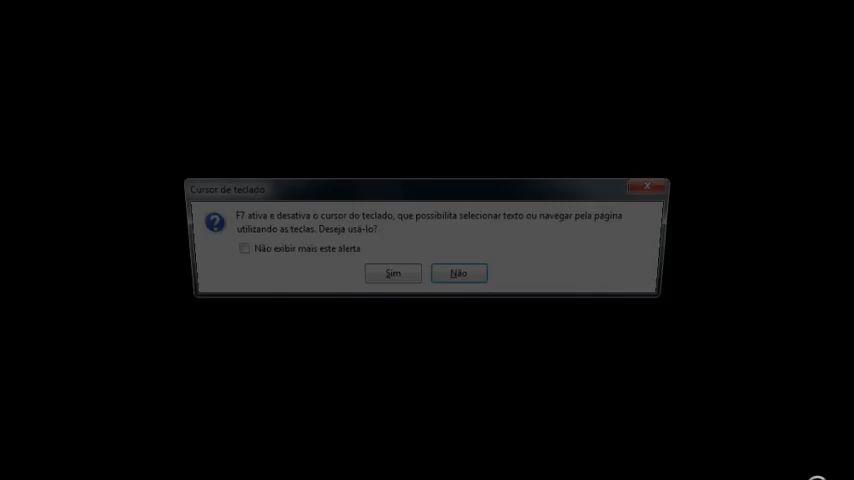 Cursor de teclado
F7 ativa e desativa o cursor do teclado, que possibilita selecionar texto ou navegar pela página
utilizando as teclas. Deseja usá-lo?
Não exibir mais este alerta
Sim Não